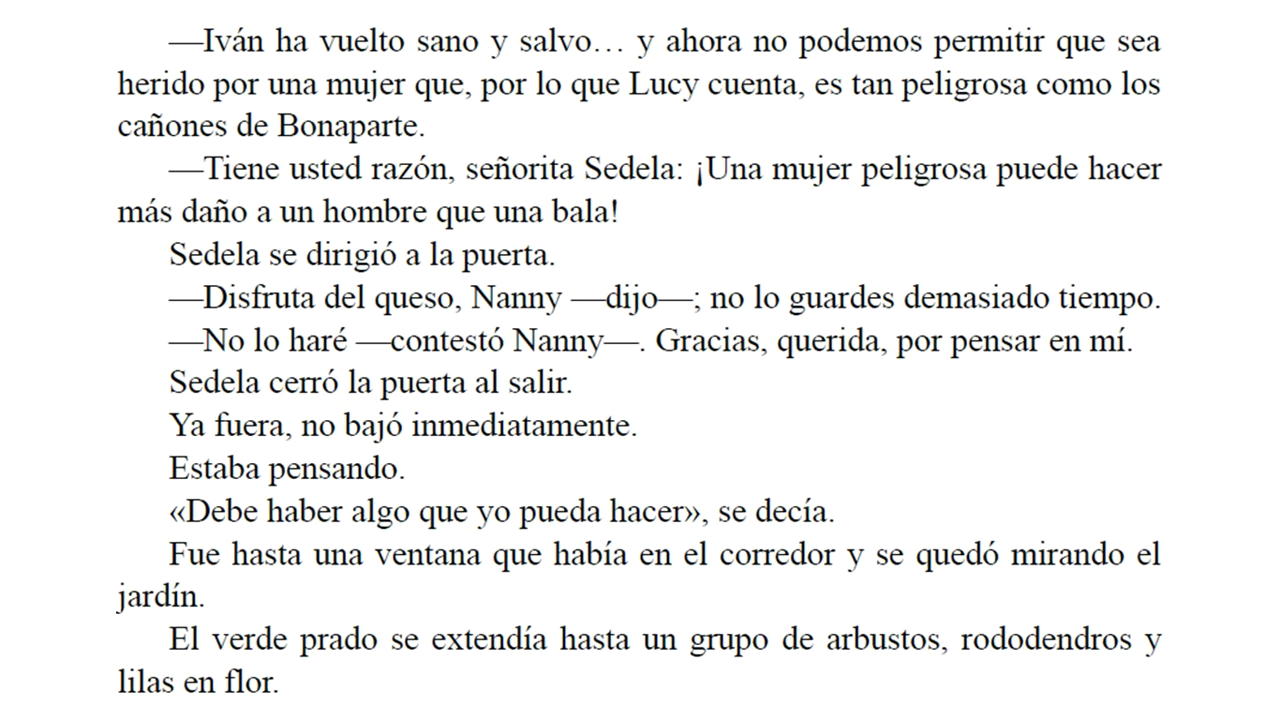 —Iván ha vuelto sano y salvo… y ahora no podemos permitir que sea
herido por una mujer que, por lo que Lucy cuenta, es tan peligrosa como los
cañones de Bonaparte.
—Tiene usted razón, señorita Sedela: ¡Una mujer peligrosa puede hacer
más daño a un hombre que una bala!
Sedela se dirigió a la puerta.
—Disfruta del queso, Nanny —dijo—; no lo guardes demasiado tiempo.
—No lo haré —contestó Nanny—. Gracias, querida, por pensar en mí.
Sedela cerró la puerta al salir.
Ya fuera, no bajó inmediatamente.
Estaba pensando.
«Debe haber algo que yo pueda hacer», se decía.
Fue hasta una ventana que había en el corredor y se quedó mirando el
jardín.
El verde prado se extendía hasta un grupo de arbustos, rododendros y
lilas en flor.